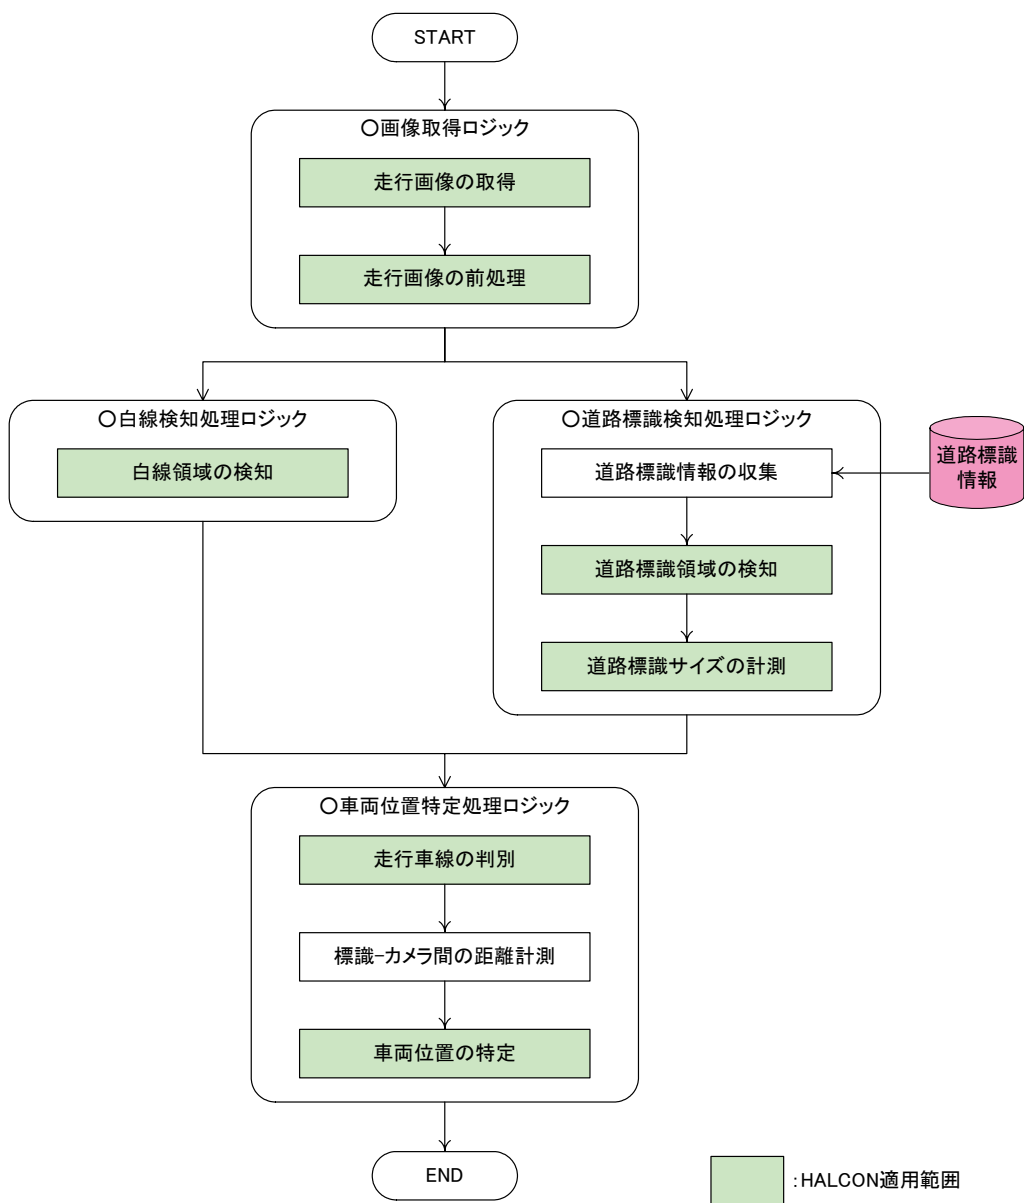 START
○画像取得ロジック
走行画像の取得
走行画像の前処理
○白線検知処理ロジック
白線領域の検知
○道路標識検知処理ロジック
道路標識情報の収集
道路標識
情報
道路標識領域の検知
道路標識サイズの計測
○車両位置特定処理ロジック
走行車線の判別
標識-カメラ間の距離計測
車両位置の特定
END
:HALCON適用範囲